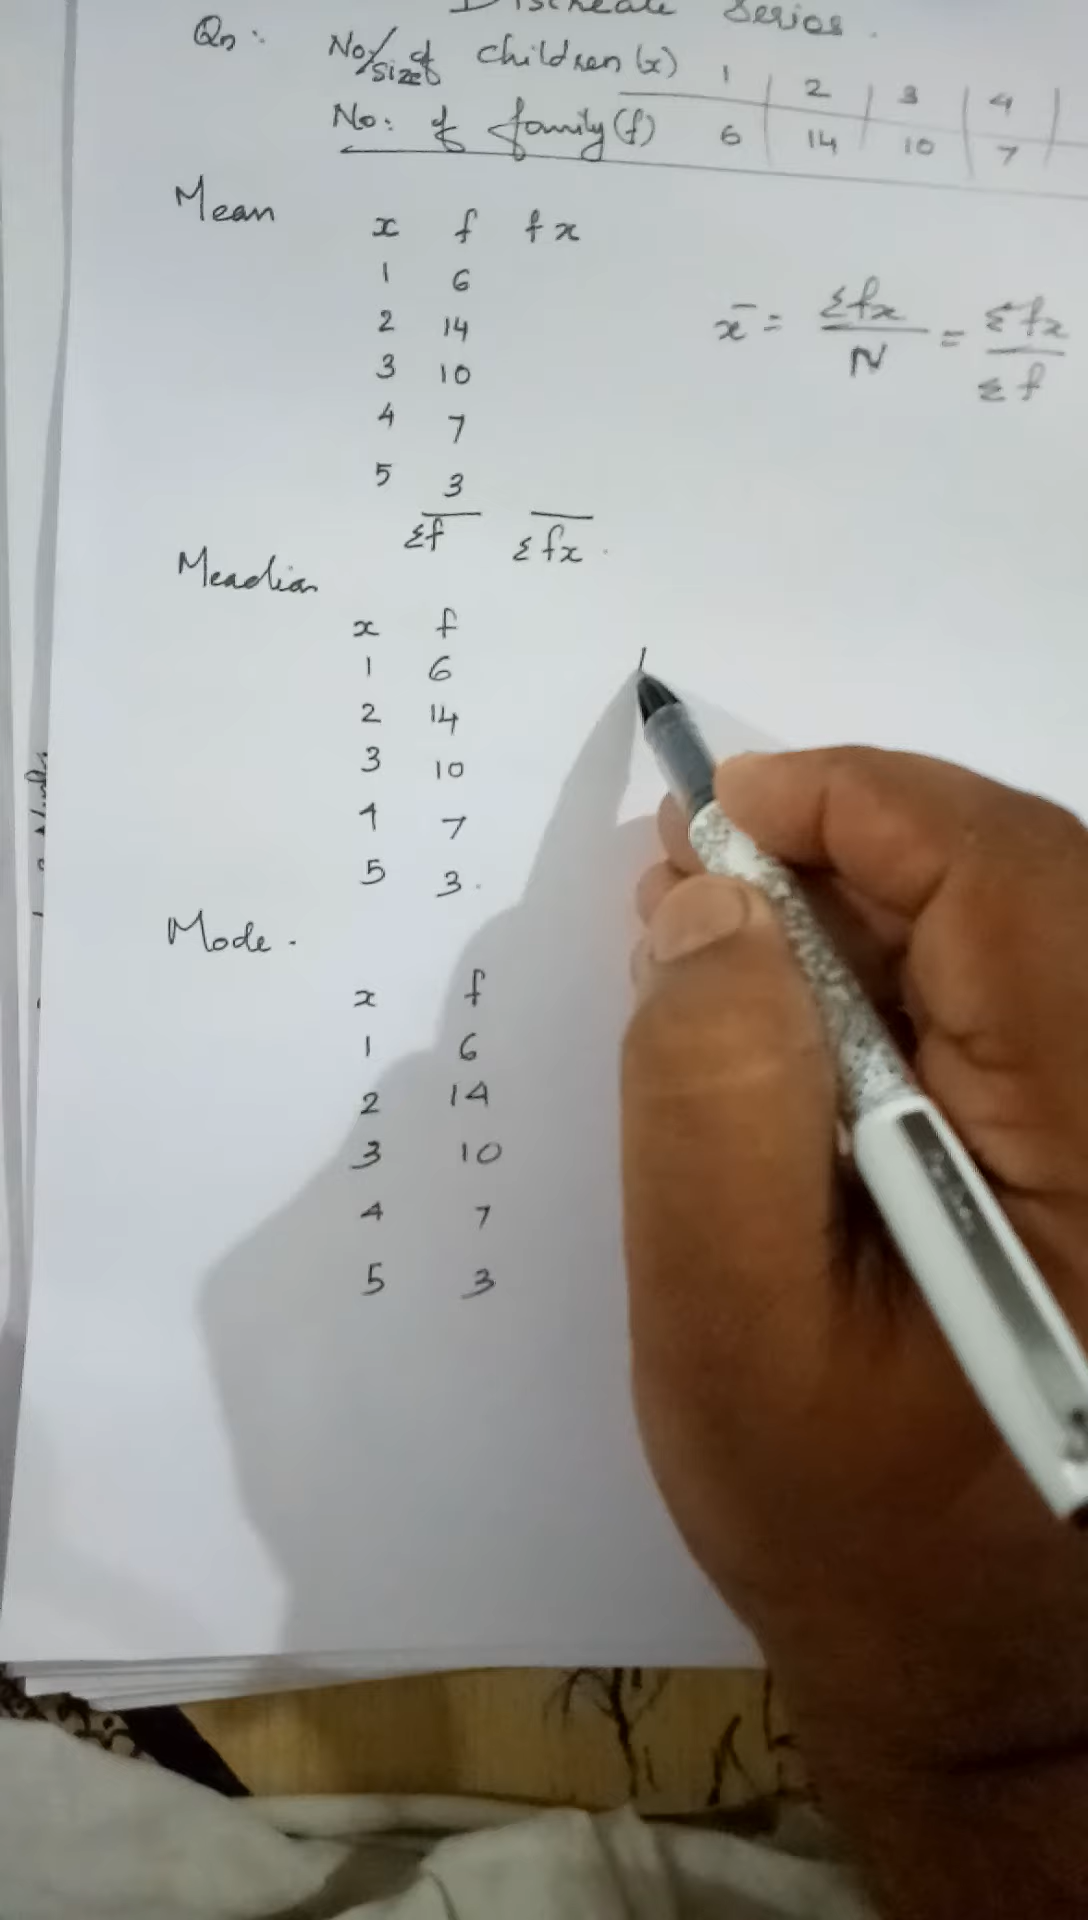 Discreate Series.
Qn: No/size of children (x) 1 2 3 4
No: of family (f) 6 14 10 7
Mean
x f fx
1 6
2 14
3 10
4 7
5 3
Σf Σfx.
x̄ = Σfx/N = Σfx/Σf
Meadian
x f
1 6
2 14
3 10
4 7
5 3.
Mode.
x f
1 6
2 14
3 10
4 7
5 3